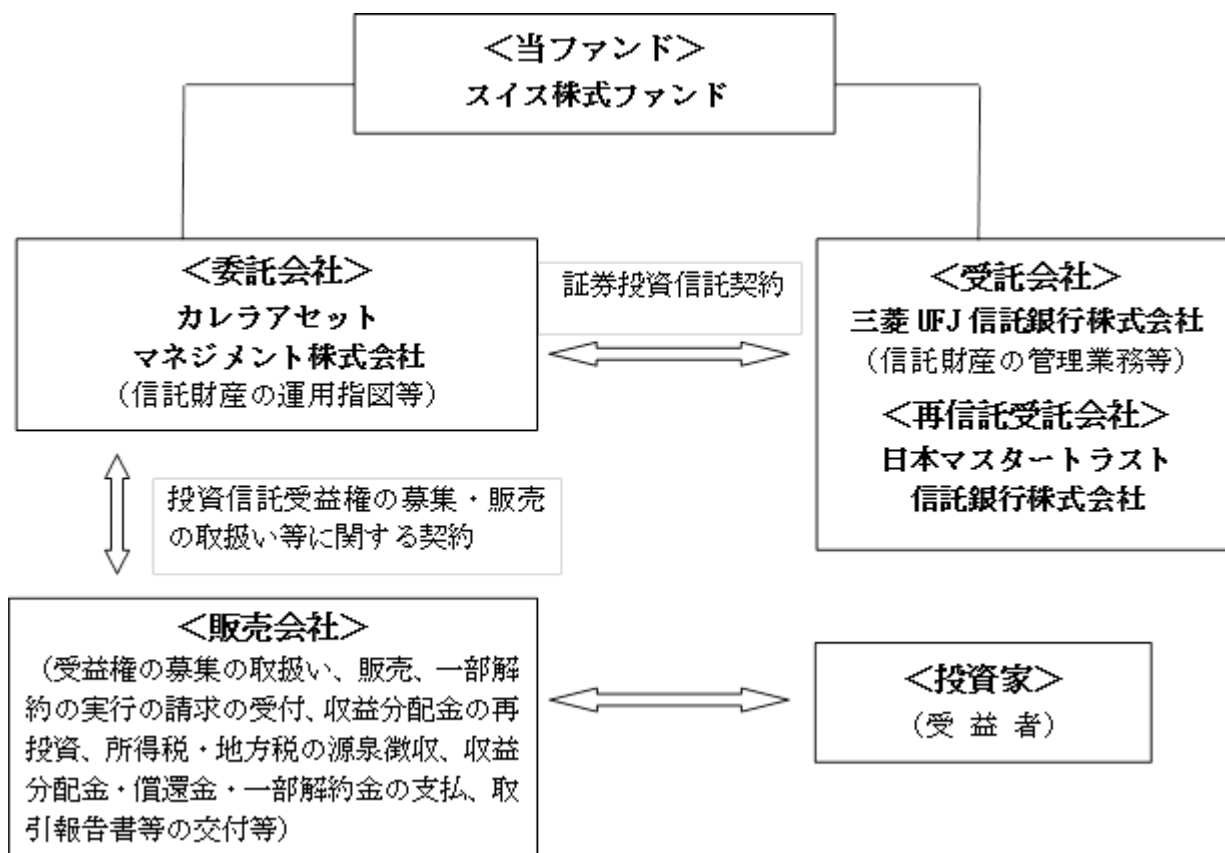 ＜当ファンド＞
スイス株式ファンド
＜委託会社＞
カレラアセット
マネジメント株式会社
（信託財産の運用指図等）
証券投資信託契約
＜受託会社＞
三菱 UFJ 信託銀行株式会社
（信託財産の管理業務等）
＜再信託受託会社＞
日本マスタートラスト
信託銀行株式会社
投資信託受益権の募集・販売
の取扱い等に関する契約
＜販売会社＞
（受益権の募集の取扱い、販売、一部解
約の実行の請求の受付、収益分配金の再
投資、所得税・地方税の源泉徴収、収益
分配金・償還金・一部解約金の支払、取
引報告書等の交付等）
＜投資家＞
（受 益 者）